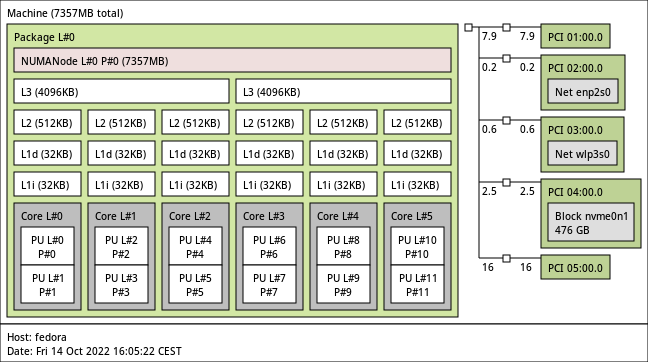 Machine (7357MB total)
Package L#0
NUMANode L#0 P#0 (7357MB)
L3 (4096KB) L3 (4096KB)
L2 (512KB) L2 (512KB) L2 (512KB) L2 (512KB) L2 (512KB) L2 (512KB)
L1d (32KB) L1d (32KB) L1d (32KB) L1d (32KB) L1d (32KB) L1d (32KB)
L1i (32KB) L1i (32KB) L1i (32KB) L1i (32KB) L1i (32KB) L1i (32KB)
Core L#0 Core L#1 Core L#2 Core L#3 Core L#4 Core L#5
PU L#0 PU L#2 PU L#4 PU L#6 PU L#8 PU L#10
P#0 P#2 P#4 P#6 P#8 P#10
PU L#1 PU L#3 PU L#5 PU L#7 PU L#9 PU L#11
P#1 P#3 P#5 P#7 P#9 P#11
7.9 7.9 PCI 01:00.0
0.2 0.2 PCI 02:00.0
Net enp2s0
0.6 0.6 PCI 03:00.0
Net wlp3s0
2.5 2.5 PCI 04:00.0
Block nvme0n1
476 GB
16 16 PCI 05:00.0
Host: fedora
Date: Fri 14 Oct 2022 16:05:22 CEST